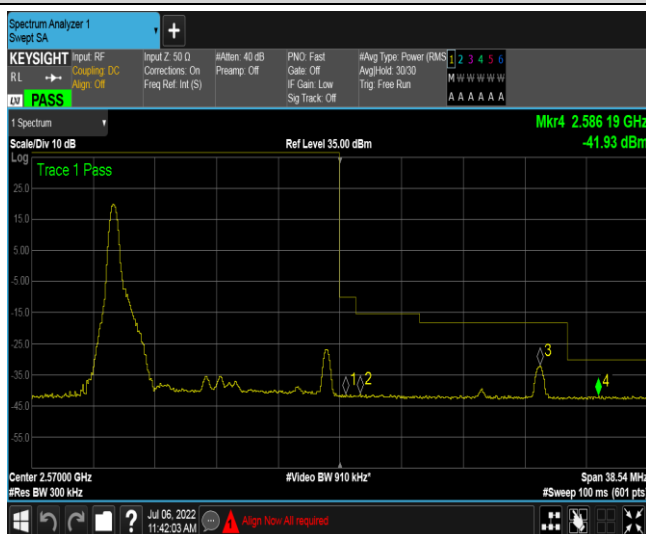 Spectrum Analyzer 1
Swept SA
+
KEYSIGHT Input: RF Input Z: 50 Ω #Atten: 40 dB PNO: Fast #Avg Type: Power (RMS 1 2 3 4 5 6
RL Coupling: DC Corrections: On Preamp: Off Gate: Off Avg|Hold: 30/30 M W W W W W
Align: Off Freq Ref: Int (S) IF Gain: Low Trig: Free Run
LXI PASS Sig Track: Off A A A A A A
1 Spectrum Mkr4 2.586 19 GHz
Scale/Div 10 dB Ref Level 35.00 dBm -41.93 dBm
Log
Trace 1 Pass
25.0
15.0
5.00
-5.00
-15.0
-25.0
3
-35.0
1 2 4
-45.0
-55.0
Center 2.57000 GHz #Video BW 910 kHz* Span 38.54 MHz
#Res BW 300 kHz #Sweep 100 ms (601 pts)
? Jul 06, 2022
11:42:03 AM Align Now All required